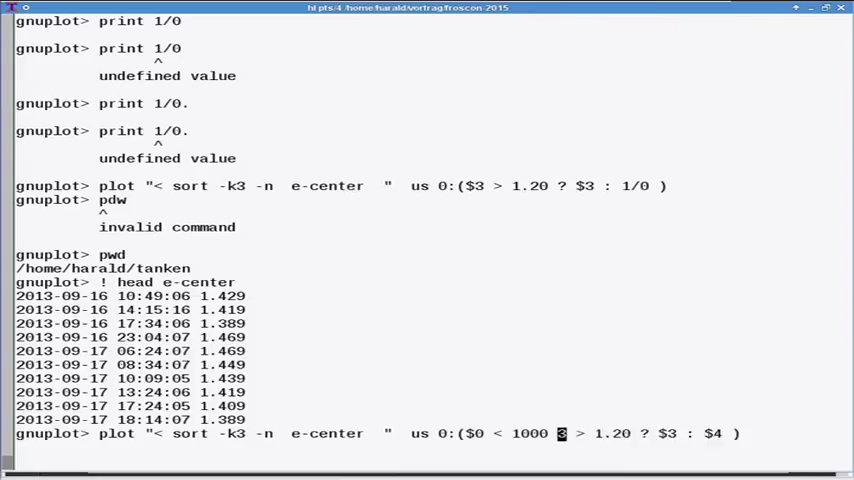 hl pts/4 /home/harald/vortrag/froscon-2015
gnuplot> print 1/0
gnuplot> print 1/0
^
undefined value
gnuplot> print 1/0.
gnuplot> print 1/0.
^
undefined value
gnuplot> plot "< sort -k3 -n  e-center  "  us 0:($3 > 1.20 ? $3 : 1/0 )
gnuplot> pdw
^
invalid command
gnuplot> pwd
/home/harald/tanken
gnuplot> ! head e-center
2013-09-16 10:49:06 1.429
2013-09-16 14:15:16 1.419
2013-09-16 17:34:06 1.389
2013-09-16 23:04:07 1.469
2013-09-17 06:24:07 1.469
2013-09-17 08:34:07 1.449
2013-09-17 10:09:05 1.439
2013-09-17 13:24:06 1.419
2013-09-17 17:24:05 1.409
2013-09-17 18:14:07 1.389
gnuplot> plot "< sort -k3 -n  e-center  "  us 0:($0 < 1000 3 > 1.20 ? $3 : $4 )